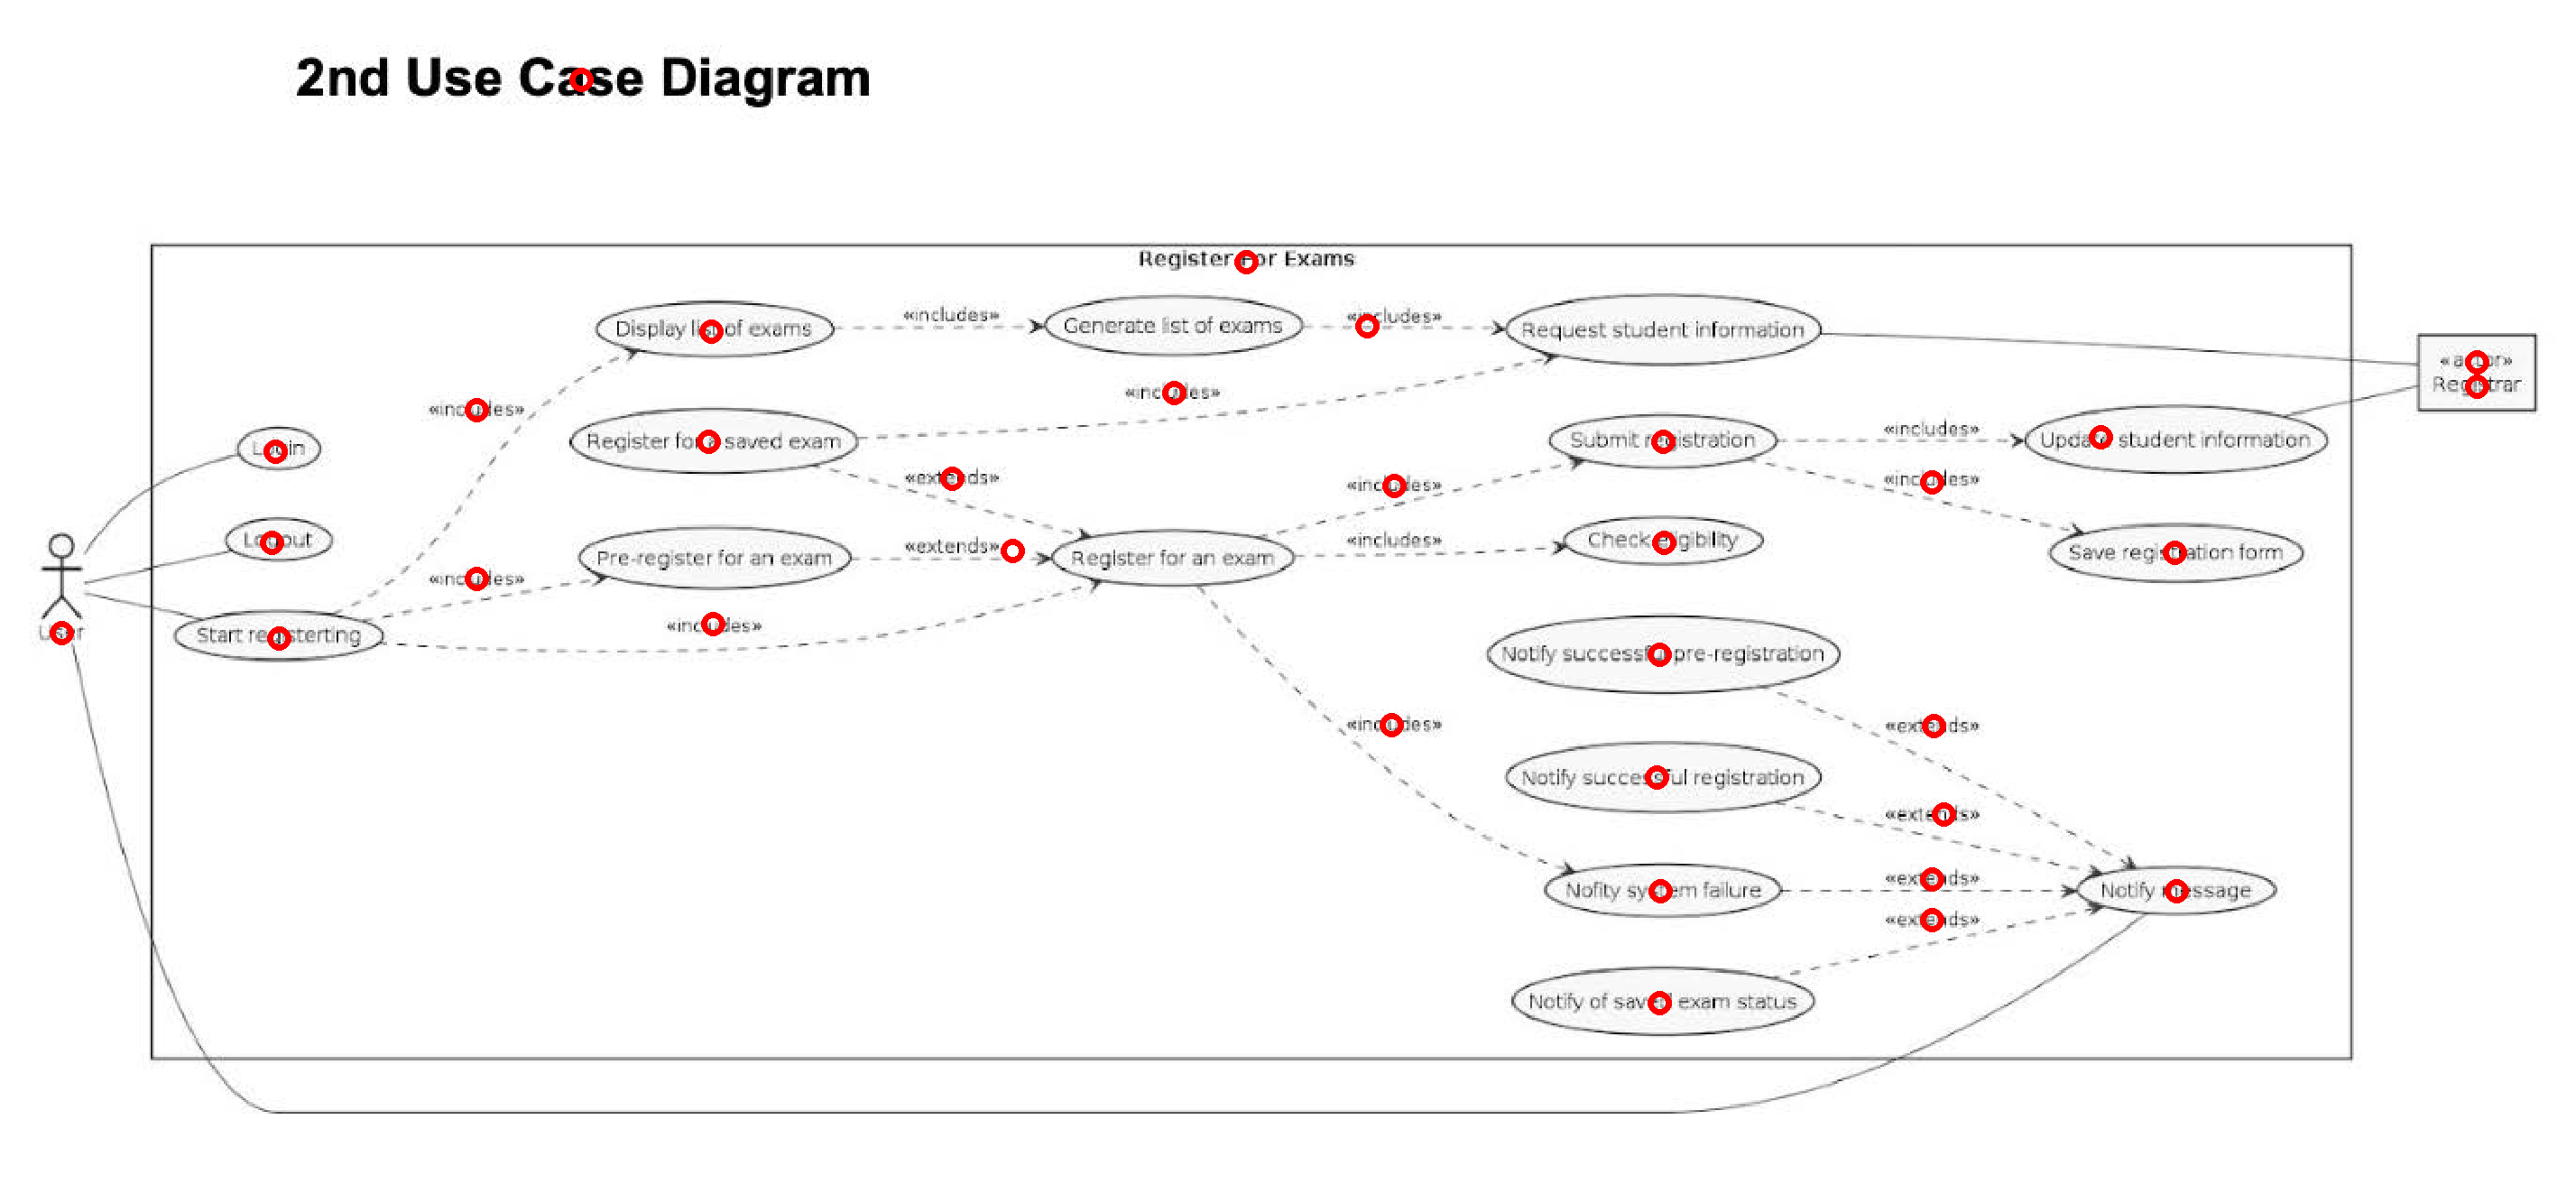 2nd Use Case Diagram
Register For Exams
Display list of exams
«includes»
Generate list of exams
«includes»
Request student information
«actor»
Registrar
«includes»
«includes»
Login
Register for a saved exam
Submit registration
«includes»
Update student information
«extends»
«includes»
«includes»
Logout
Pre-register for an exam
«extends»
Register for an exam
«includes»
Check eligibility
Save registration form
«includes»
User
Start registerting
«includes»
Notify successful pre-registration
«includes»
«extends»
Notify successful registration
«extends»
Nofity system failure
«extends»
Notify message
«extends»
Notify of saved exam status